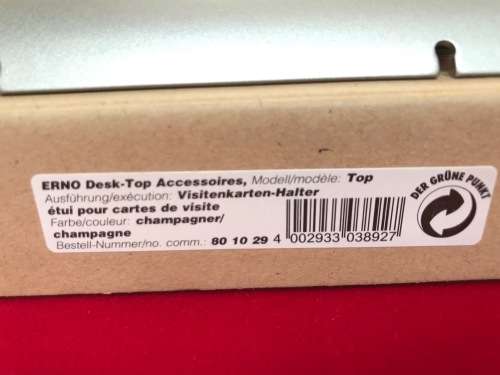 ERNO Desk-Top Accessoires, Modell/modèle: Top
Ausführung/exécution: Visitenkarten-Halter
étui pour cartes de visite
Farbe/couleur: champagner/
champagne
Bestell-Nummer/no. comm.: 80 10 29
4 002933 038927
DER GRÜNE PUNKT